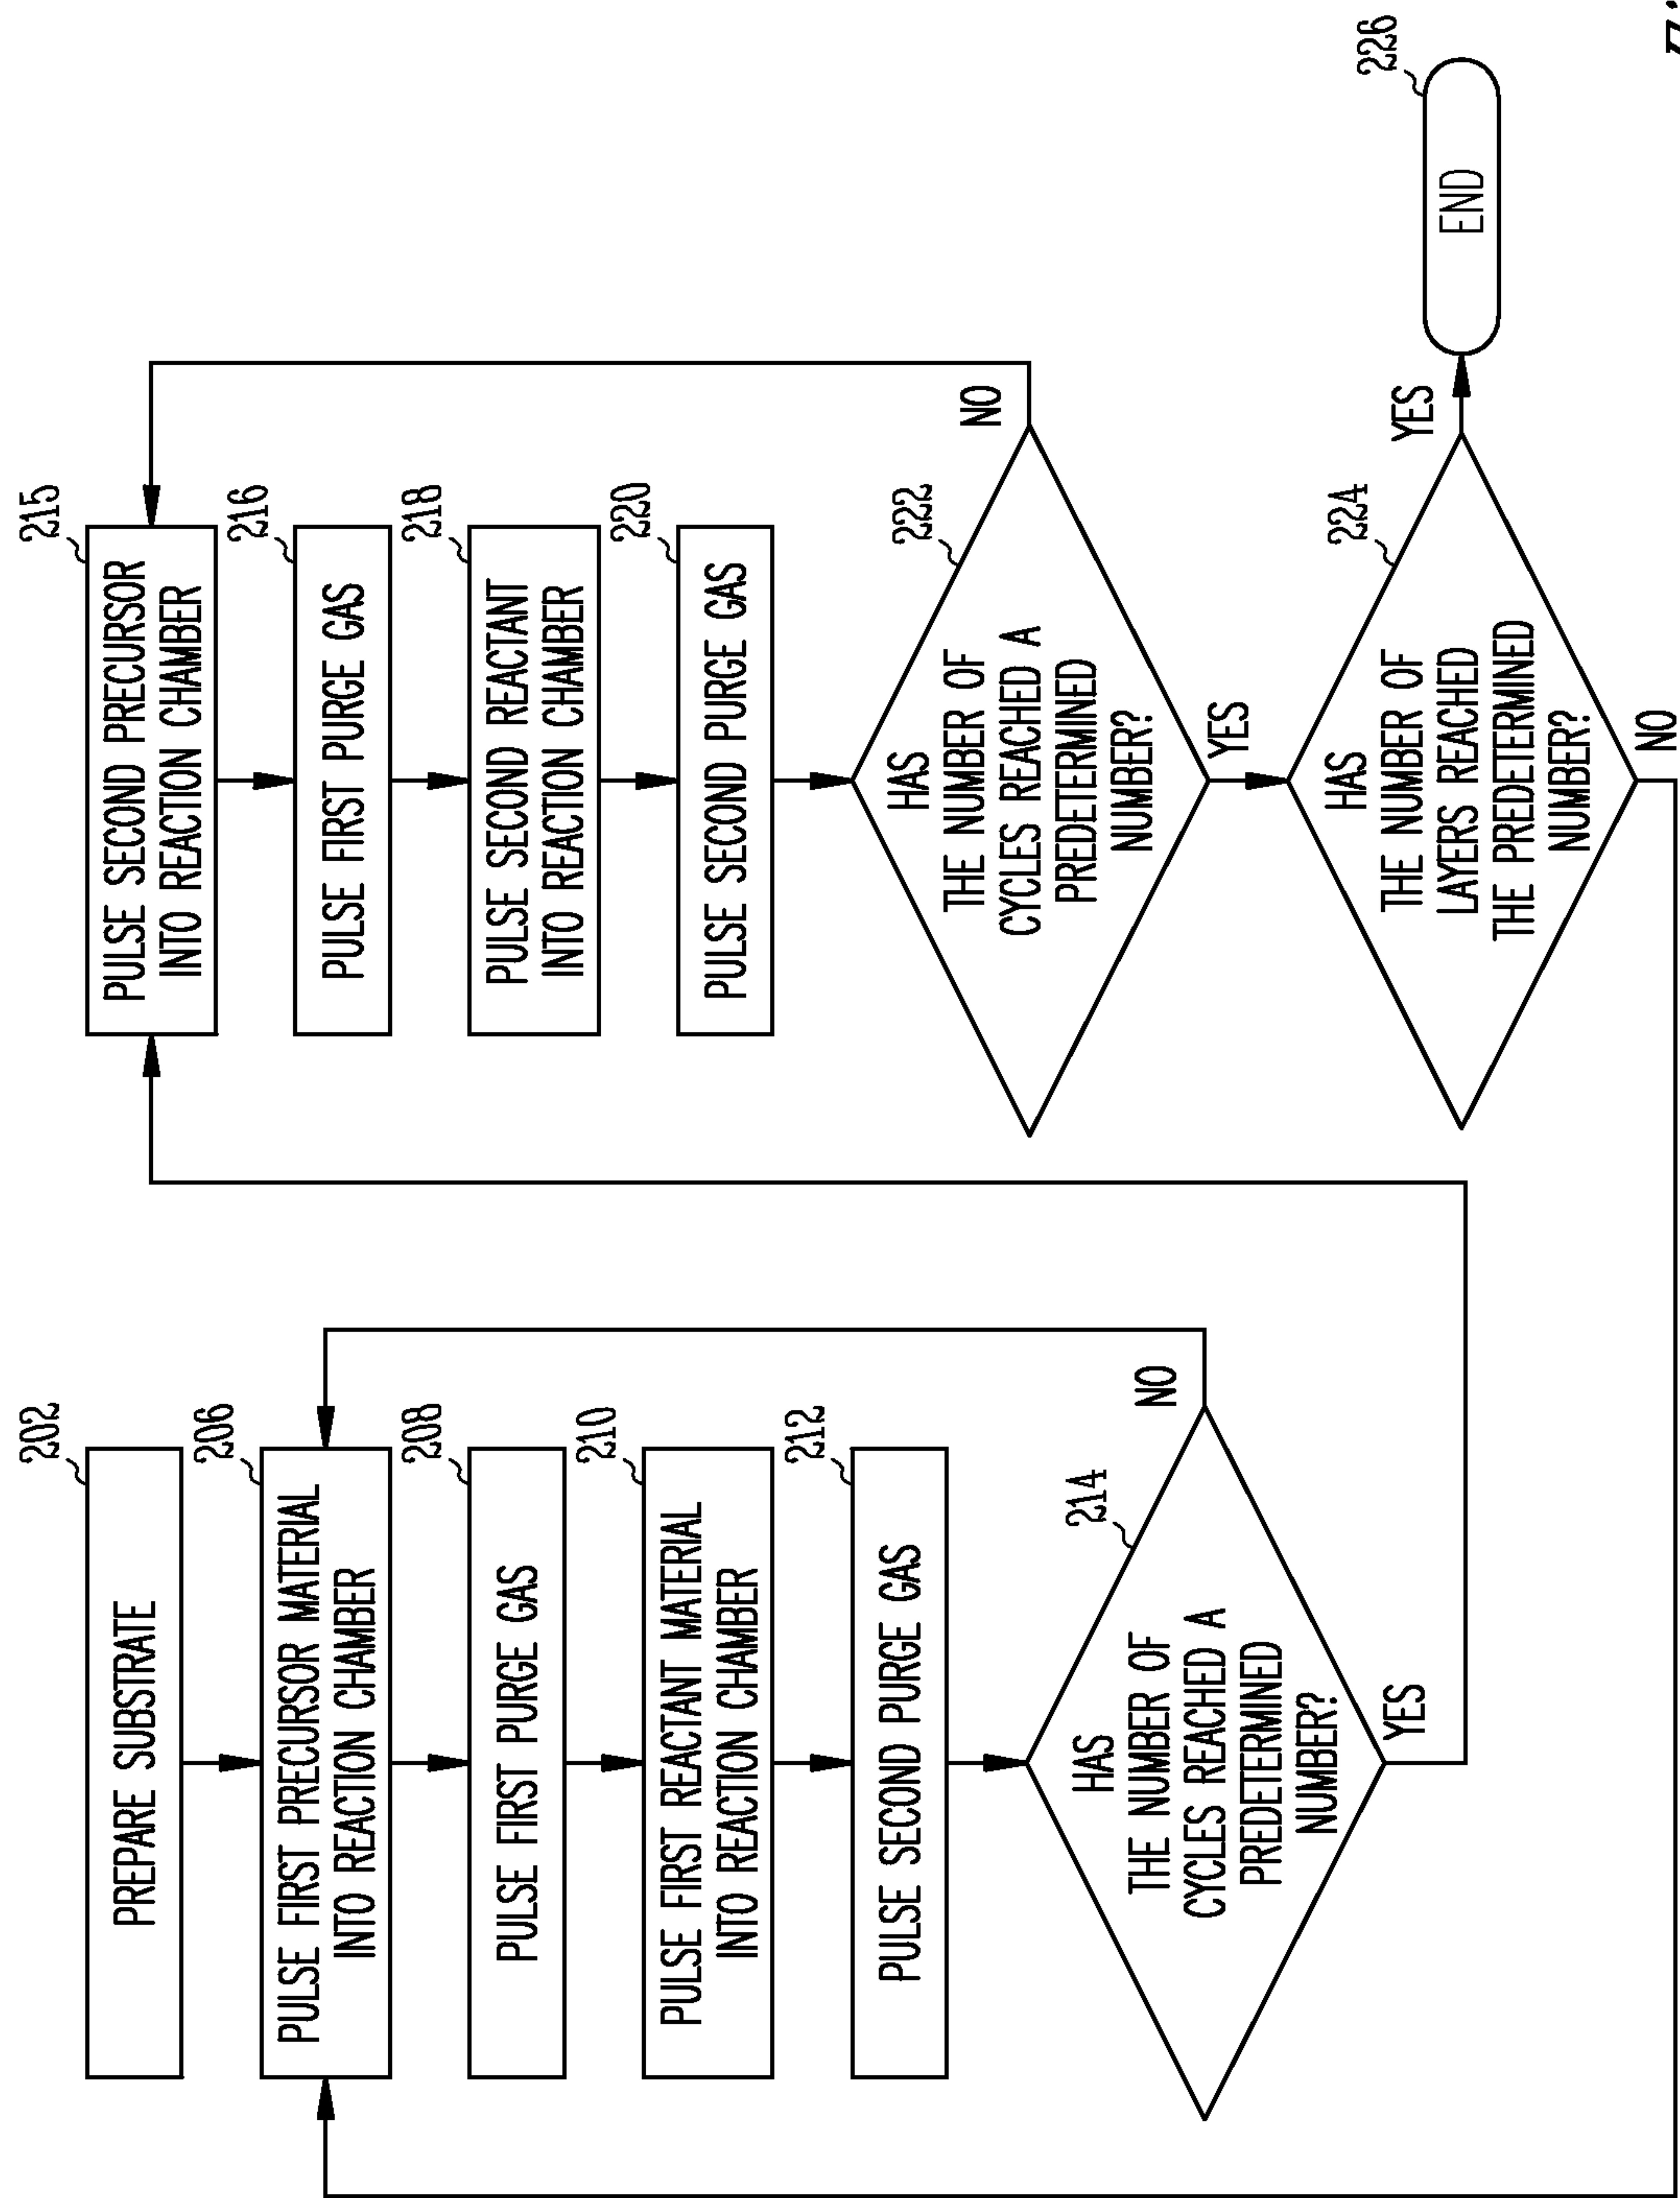 202
PREPARE SUBSTRATE
206
PULSE FIRST PRECURSOR MATERIAL
INTO REACTION CHAMBER
208
PULSE FIRST PURGE GAS
210
PULSE FIRST REACTANT MATERIAL
INTO REACTION CHAMBER
212
PULSE SECOND PURGE GAS
214
HAS
THE NUMBER OF
CYCLES REACHED A
PREDETERMINED
NUMBER?
NO
YES
215
PULSE SECOND PRECURSOR
INTO REACTION CHAMBER
216
PULSE FIRST PURGE GAS
218
PULSE SECOND REACTANT
INTO REACTION CHAMBER
220
PULSE SECOND PURGE GAS
222
HAS
THE NUMBER OF
CYCLES REACHED A
PREDETERMINED
NUMBER?
NO
YES
224
HAS
THE NUMBER OF
LAYERS REACHED
THE PREDETERMINED
NUMBER?
YES
NO
226
END